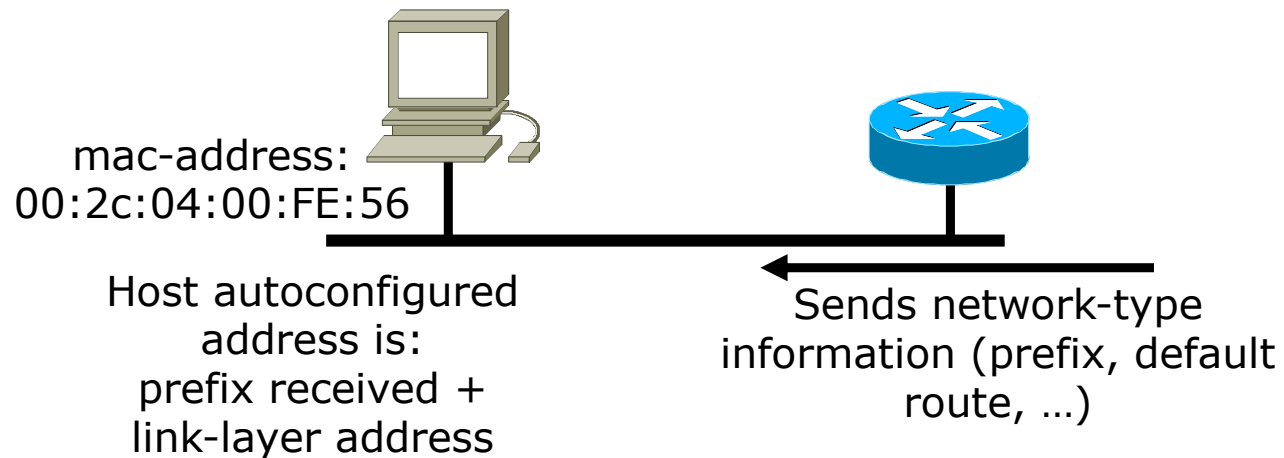 mac-address:
00:2c:04:00:FE:56
Host autoconfigured
address is:
prefix received +
link-layer address
Sends network-type
information (prefix, default
route, …)